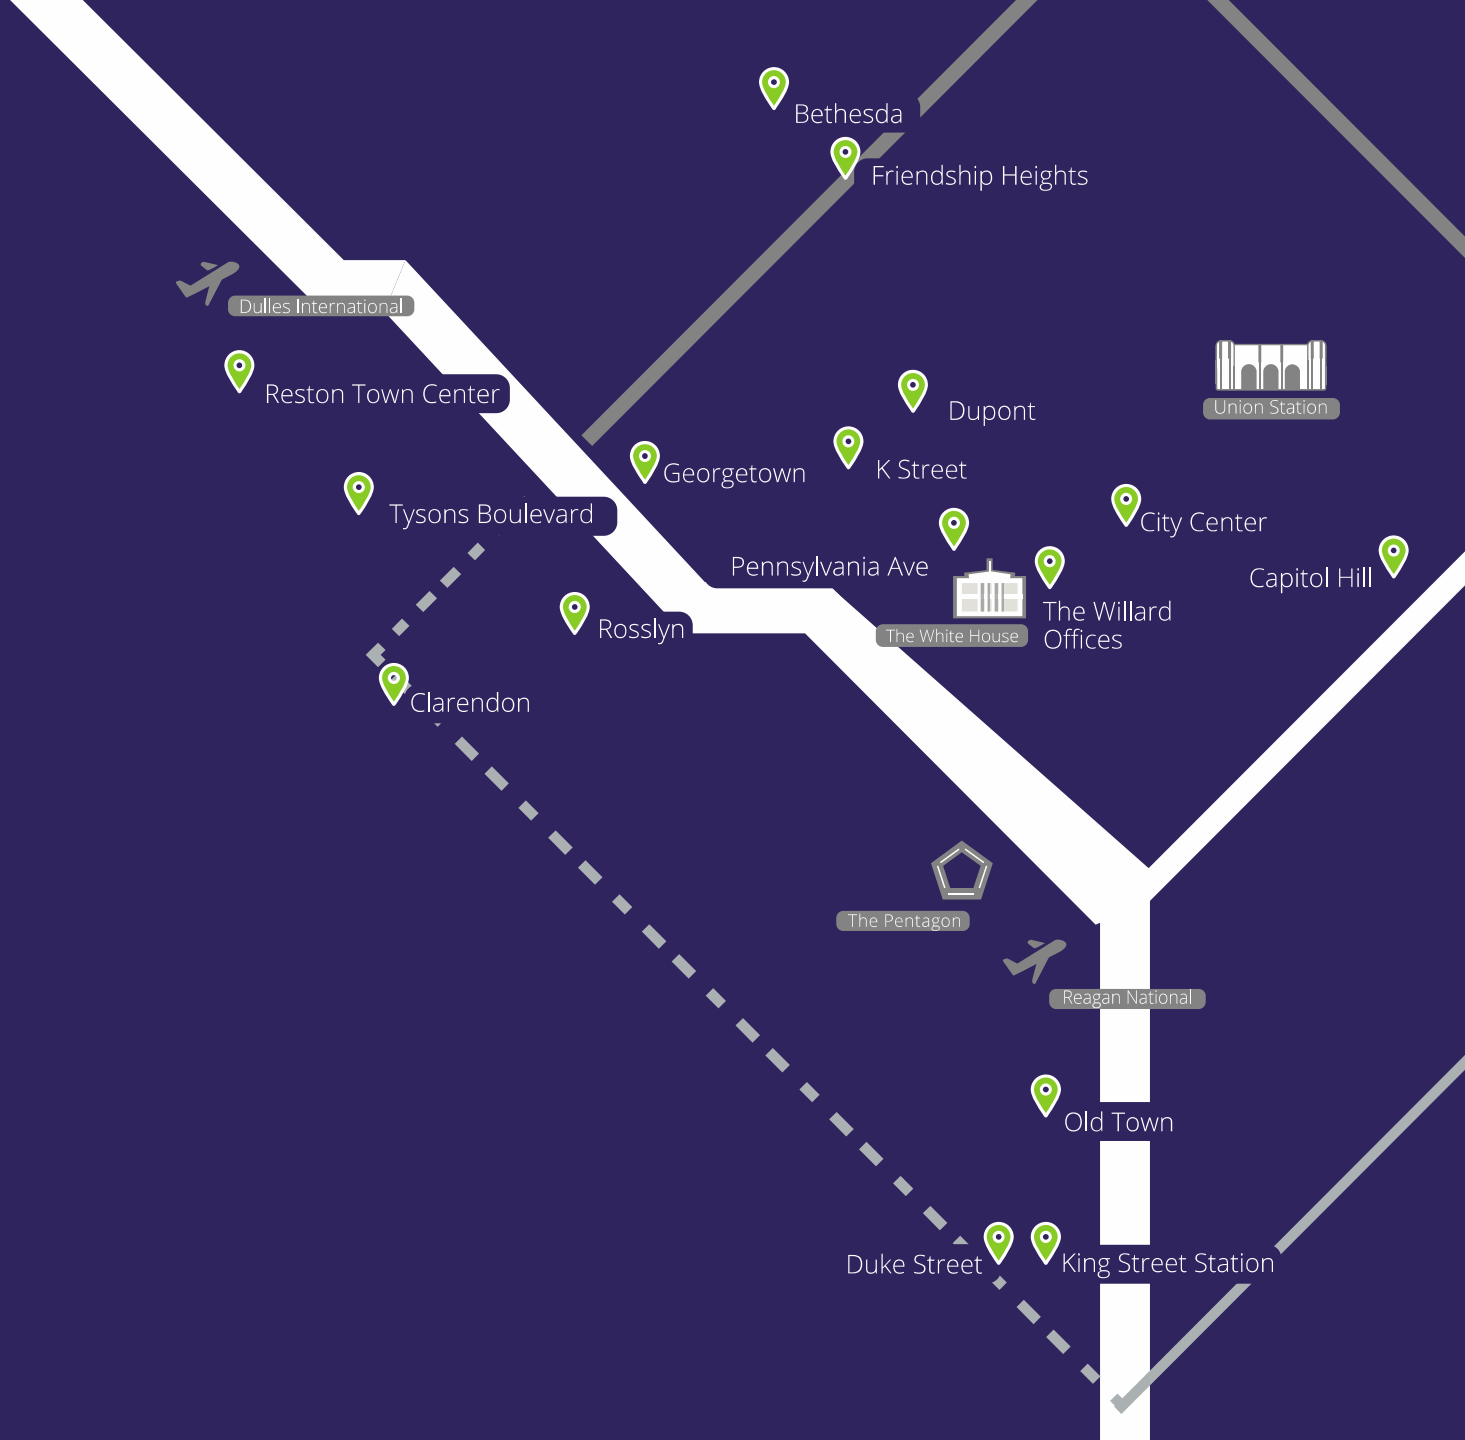 Bethesda
Friendship Heights
Dulles International
Reston Town Center
Union Station
Dupont
Georgetown
K Street
Tysons Boulevard
City Center
Pennsylvania Ave
Capitol Hill
The Willard
Offices
Rosslyn
The White House
Clarendon
The Pentagon
Reagan National
Old Town
Duke Street
King Street Station